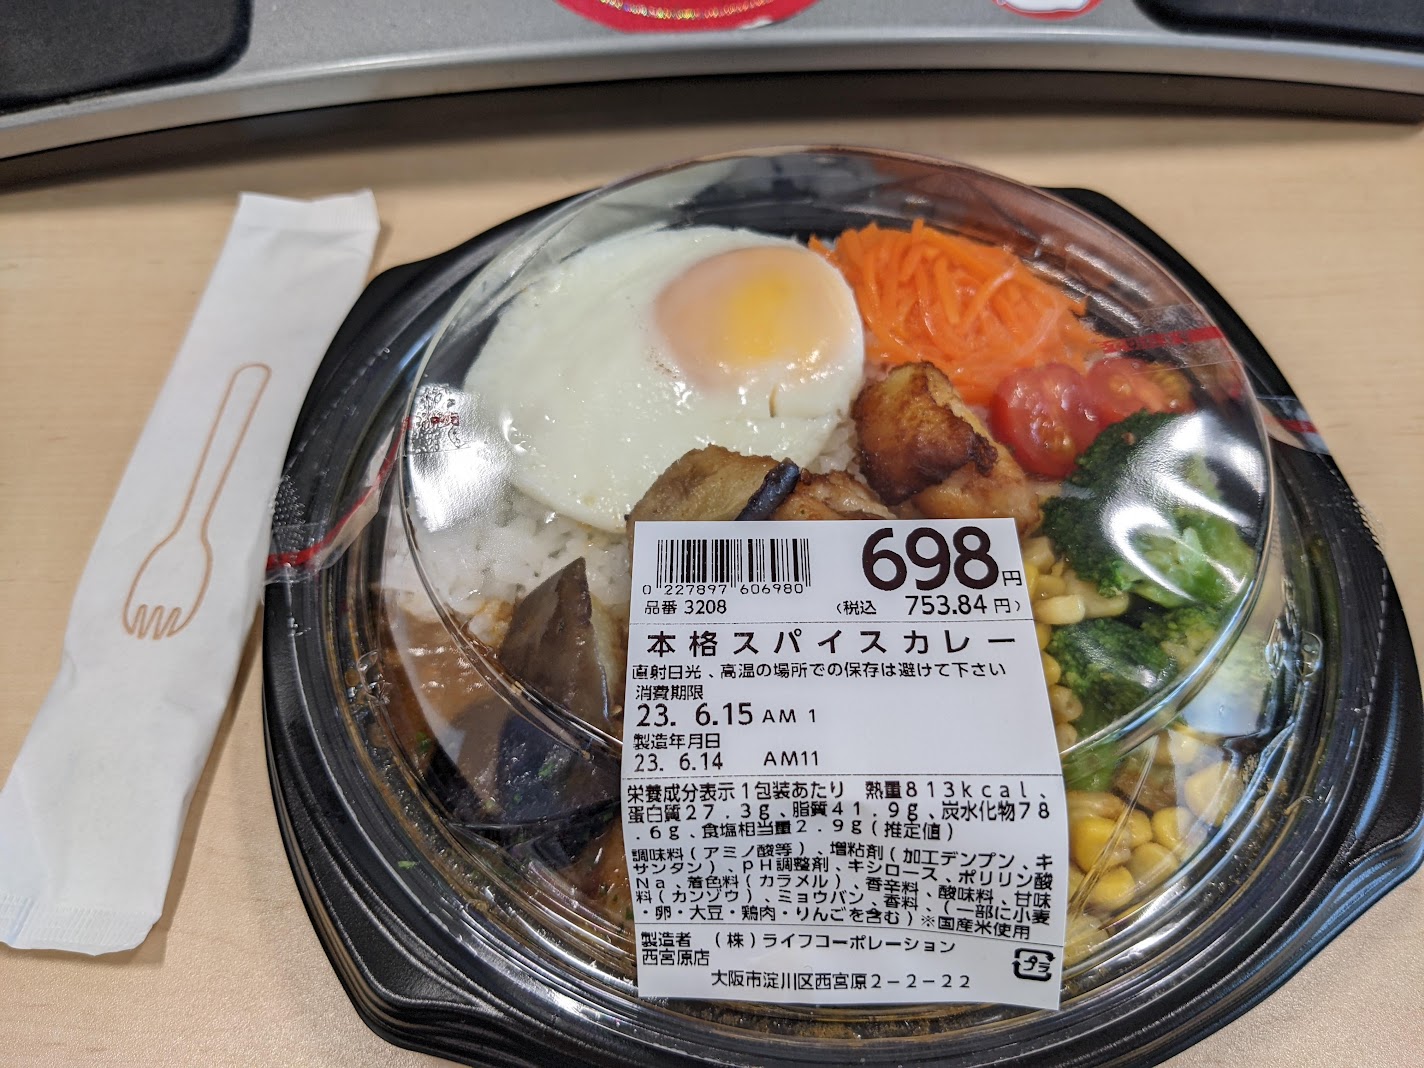 698円
0 227897 606980
品番 3208
(税込 753.84円)
本格スパイスカレー
直射日光、高温の場所での保存は避けて下さい
消費期限
23. 6.15 AM 1
製造年月日
23. 6.14 AM11
栄養成分表示1包装あたり 熱量813kcal、
蛋白質27.3g、脂質41.9g、炭水化物78
.6g、食塩相当量2.9g(推定値)
調味料(アミノ酸等)、増粘剤(加工デンプン、キ
サンタン)、pH調整剤、キシロース、ポリリン酸
Na、着色料(カラメル)、香辛料、酸味料、甘味
料(カンゾウ)、ミョウバン、香料、(一部に小麦
・卵・大豆・鶏肉・りんごを含む)※国産米使用
製造者 (株)ライフコーポレーション
西宮原店
大阪市淀川区西宮原2-2-22
プラ